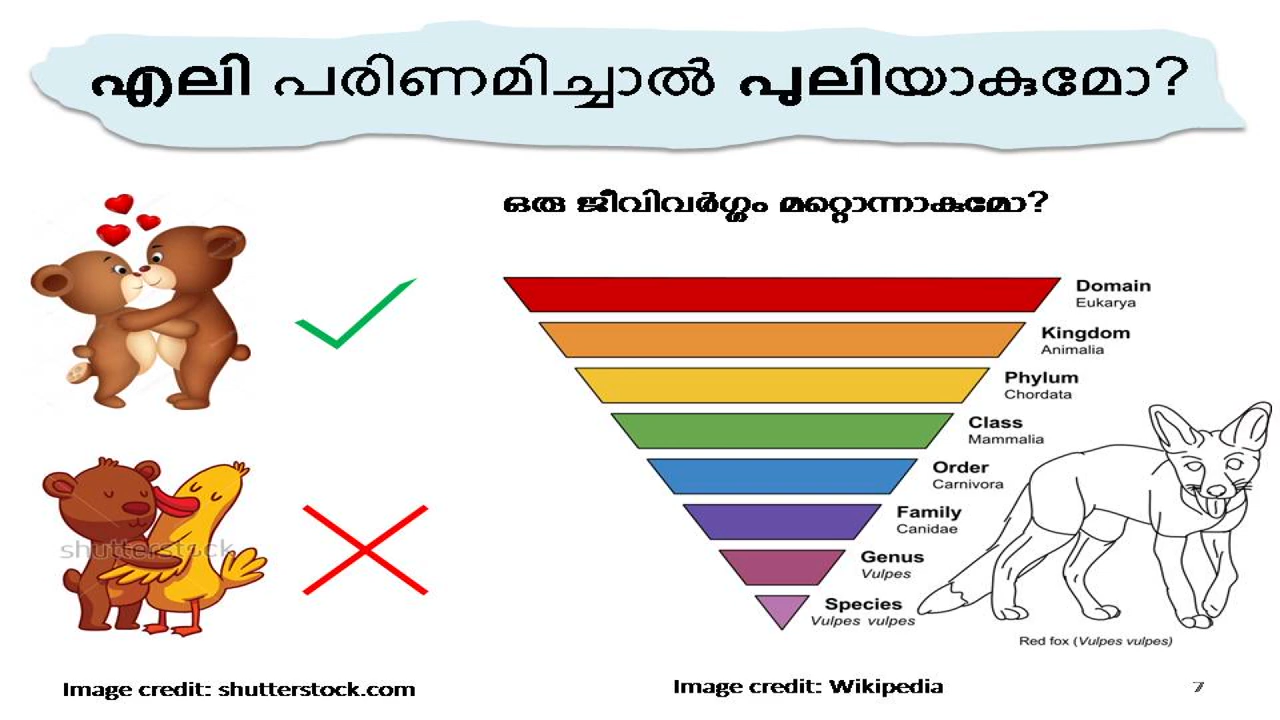 എലി പരിണമിച്ചാൽ പുലിയാകുമോ?
ഒരു ജീവിവർഗ്ഗം മറ്റൊന്നാകുമോ?
Domain
Eukarya
Kingdom
Animalia
Phylum
Chordata
Class
Mammalia
Order
Carnivora
Family
Canidae
Genus
Vulpes
Species
Vulpes vulpes
Red fox (Vulpes vulpes)
shutterstock
Image credit: shutterstock.com
Image credit: Wikipedia
7